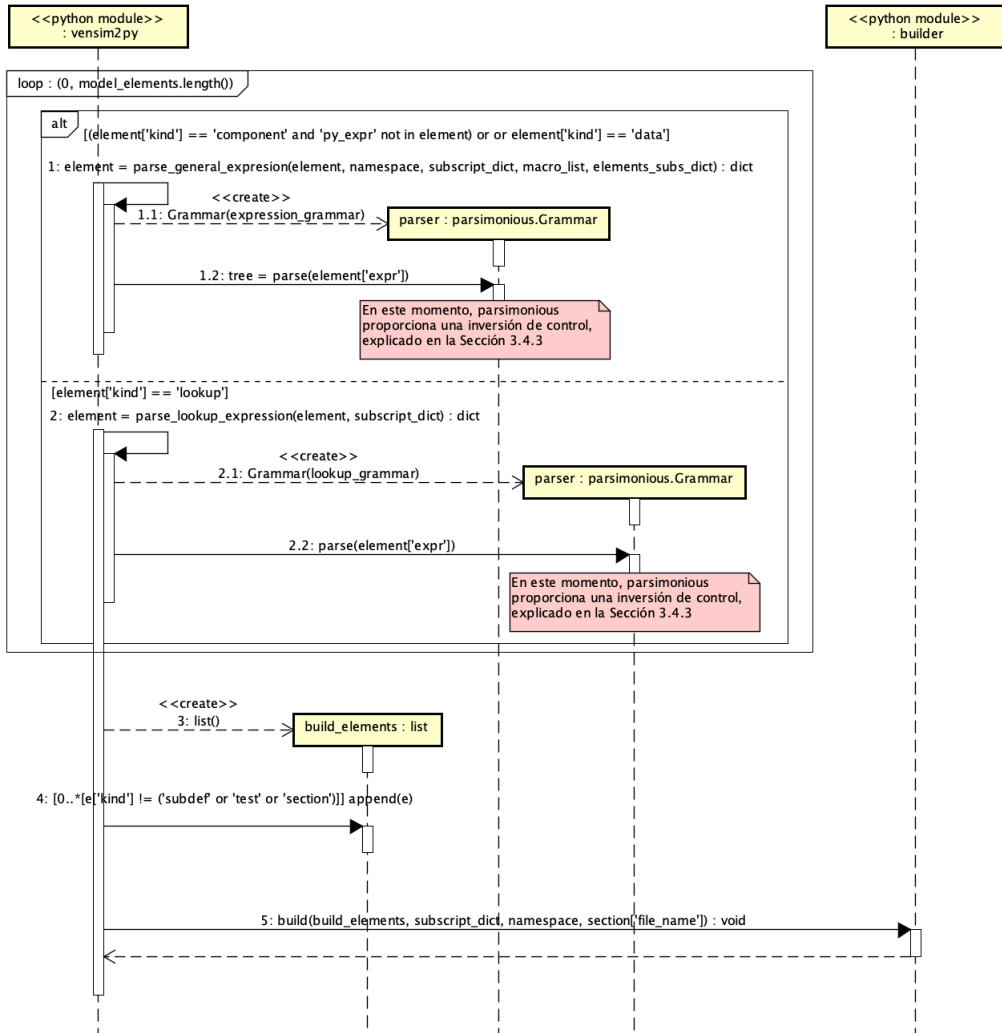 <<python module>>
: vensim2py
<<python module>>
: builder
loop : (0, model_elements.length())
alt
[(element['kind'] == 'component' and 'py_expr' not in element) or or element['kind'] == 'data']
1: element = parse_general_expresion(element, namespace, subscript_dict, macro_list, elements_subs_dict) : dict
<<create>>
1.1: Grammar(expression_grammar)
parser : parsimonious.Grammar
1.2: tree = parse(element['expr'])
En este momento, parsimonious
proporciona una inversión de control,
explicado en la Sección 3.4.3
[element['kind'] == 'lookup']
2: element = parse_lookup_expression(element, subscript_dict) : dict
<<create>>
2.1: Grammar(lookup_grammar)
parser : parsimonious.Grammar
2.2: parse(element['expr'])
En este momento, parsimonious
proporciona una inversión de control,
explicado en la Sección 3.4.3
<<create>>
3: list()
build_elements : list
4: [0..*[e['kind'] != ('subdef' or 'test' or 'section')]] append(e)
5: build(build_elements, subscript_dict, namespace, section['file_name']) : void